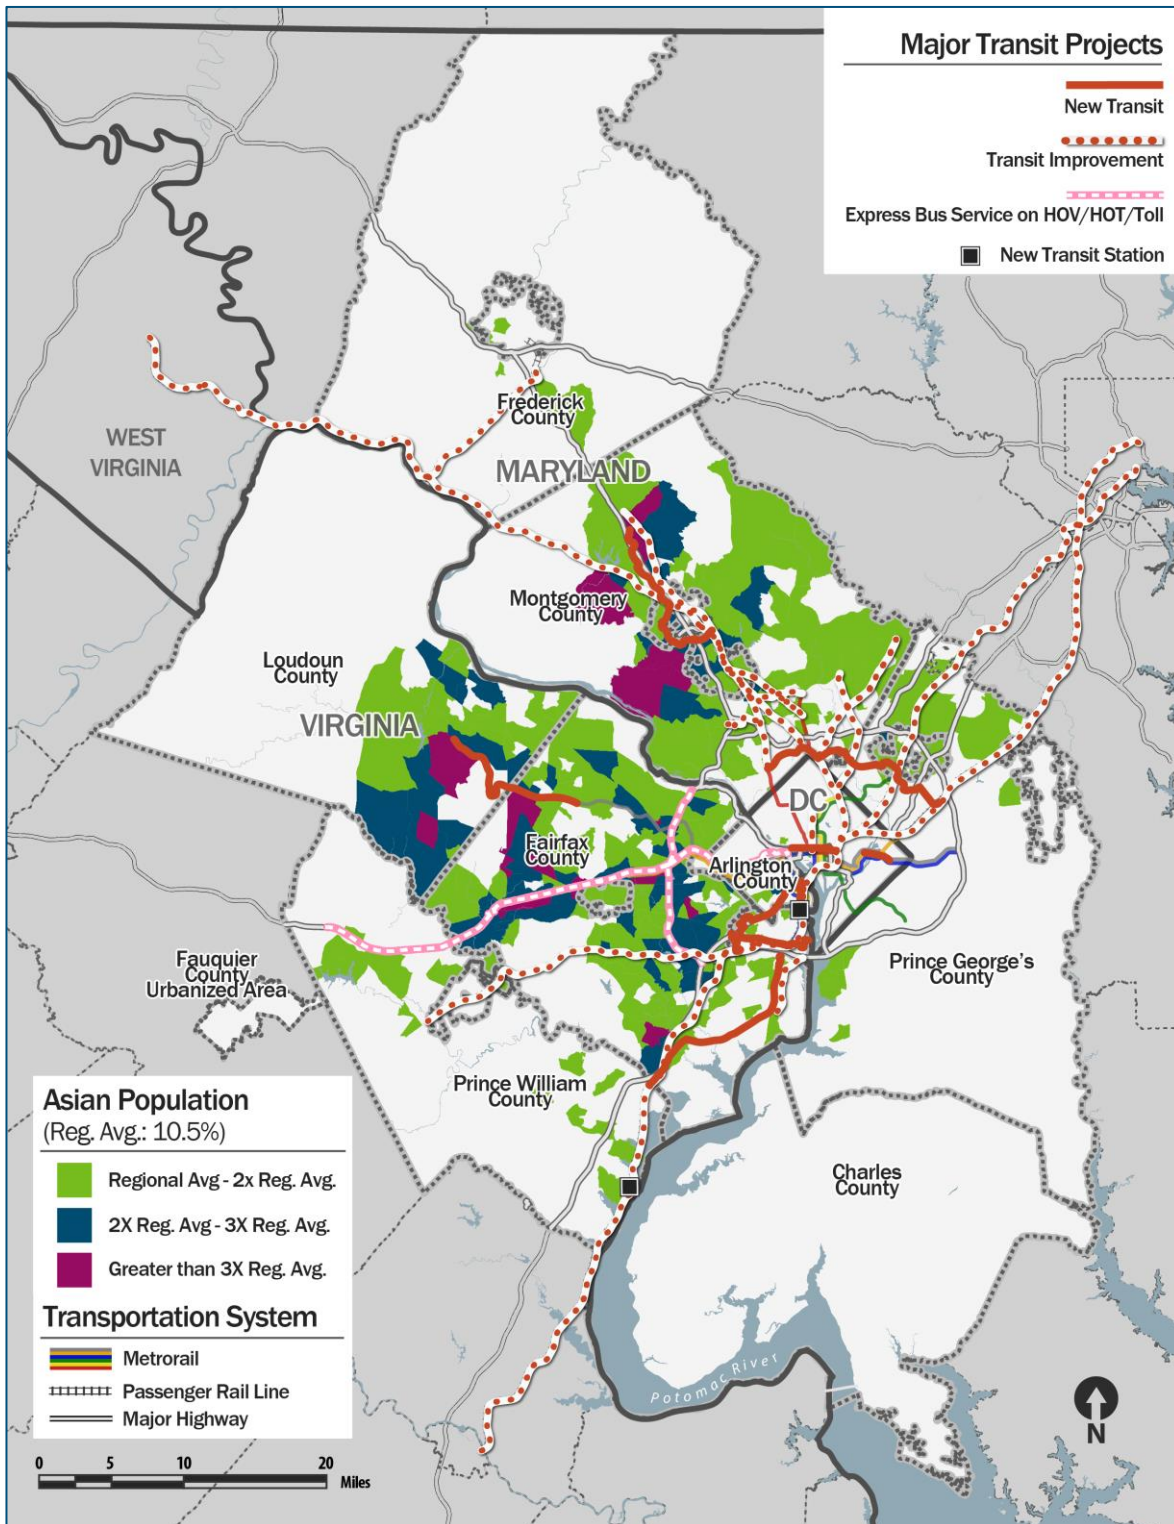 Major Transit Projects
New Transit
Transit Improvement
Express Bus Service on HOV/HOT/Toll
New Transit Station
Frederick
County
WEST
VIRGINIA
MARYLAND
Montgomery
County
Loudoun
County
VIRGINIA
DC
Fairfax
County
Arlington
County
Fauquier
County
Urbanized Area
Prince George's
County
Prince William
County
Charles
County
Potomac River
Asian Population
(Reg. Avg.: 10.5%)
Regional Avg - 2x Reg. Avg.
2X Reg. Avg - 3X Reg. Avg.
Greater than 3X Reg. Avg.
Transportation System
Metrorail
Passenger Rail Line
Major Highway
0 5 10 20
Miles
N